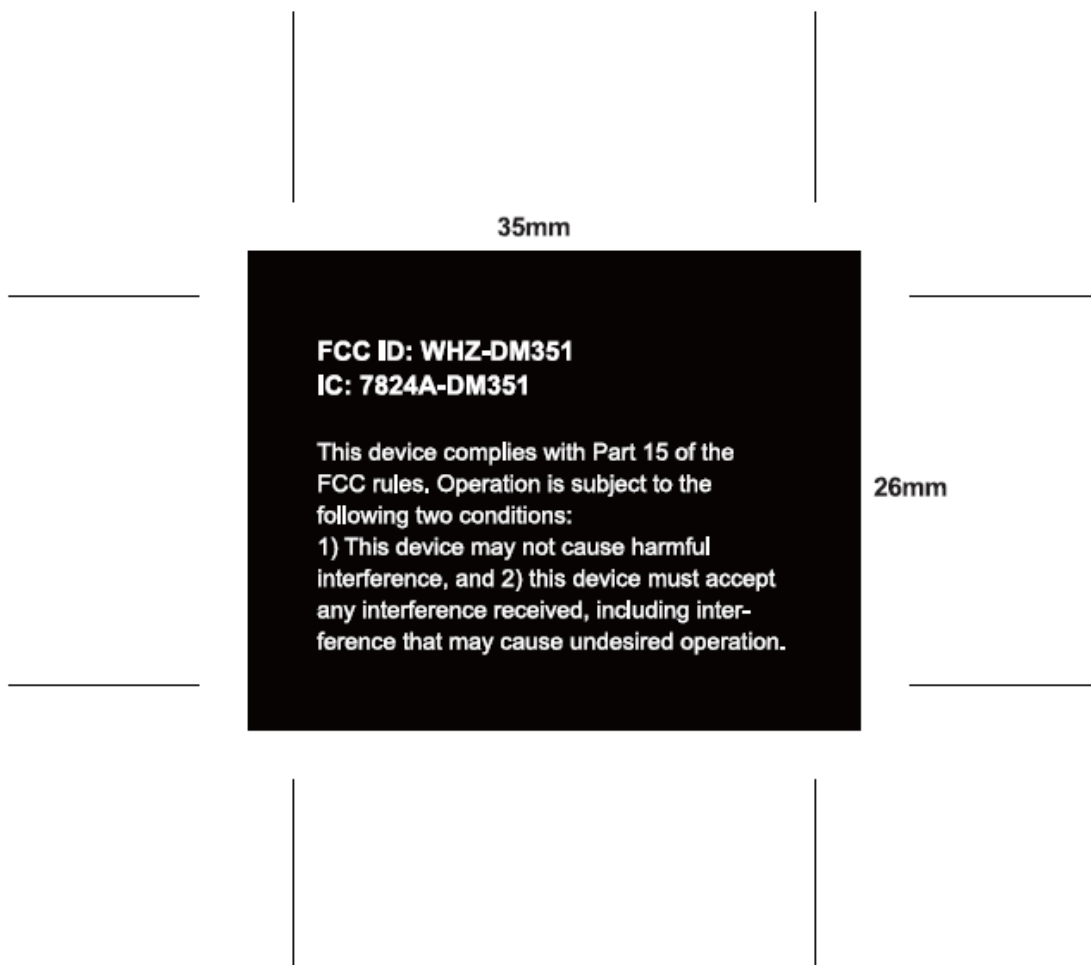 35mm
FCC ID: WHZ-DM351
IC: 7824A-DM351
This device complies with Part 15 of the
FCC rules. Operation is subject to the
following two conditions:
1) This device may not cause harmful
interference, and 2) this device must accept
any interference received, including inter-
ference that may cause undesired operation.
26mm